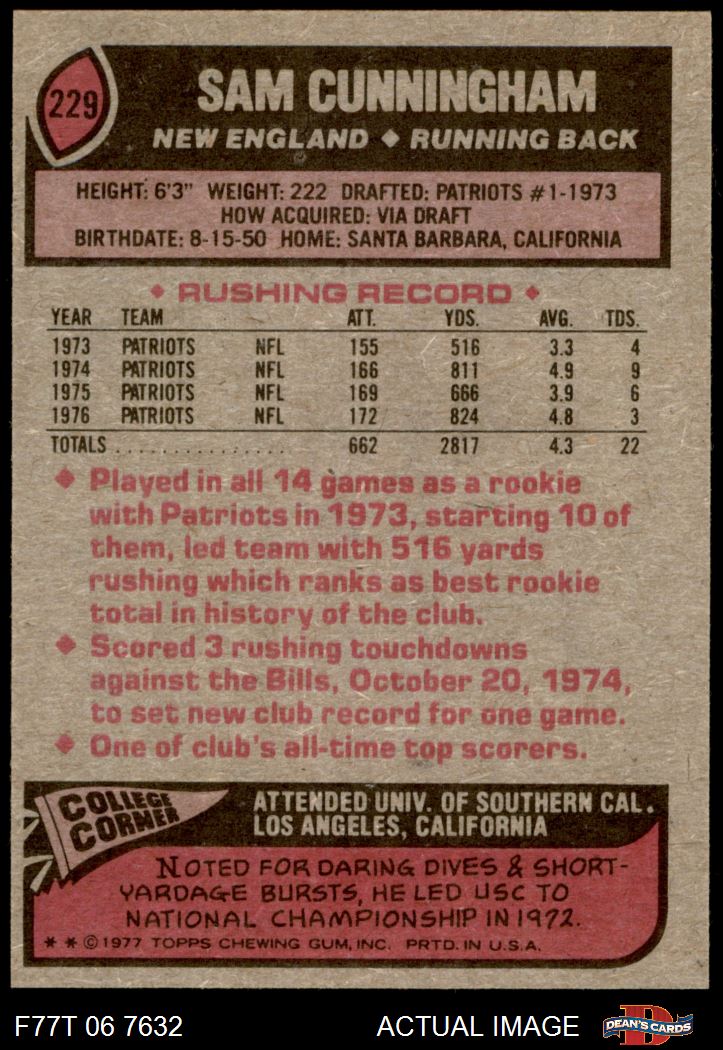 229
SAM CUNNINGHAM
NEW ENGLAND ◆ RUNNING BACK
HEIGHT: 6'3" WEIGHT: 222 DRAFTED: PATRIOTS #1-1973
HOW ACQUIRED: VIA DRAFT
BIRTHDATE: 8-15-50 HOME: SANTA BARBARA, CALIFORNIA
◆ RUSHING RECORD ◆
YEAR TEAM ATT. YDS. AVG. TDS.
1973 PATRIOTS NFL 155 516 3.3 4
1974 PATRIOTS NFL 166 811 4.9 9
1975 PATRIOTS NFL 169 666 3.9 6
1976 PATRIOTS NFL 172 824 4.8 3
TOTALS . . . . . . . . . . . . . . . . 662 2817 4.3 22
◆ Played in all 14 games as a rookie
with Patriots in 1973, starting 10 of
them, led team with 516 yards
rushing which ranks as best rookie
total in history of the club.
◆ Scored 3 rushing touchdowns
against the Bills, October 20, 1974,
to set new club record for one game.
◆ One of club's all-time top scorers.
COLLEGE
CORNER
ATTENDED UNIV. OF SOUTHERN CAL.
LOS ANGELES, CALIFORNIA
NOTED FOR DARING DIVES & SHORT-
YARDAGE BURSTS, HE LED USC TO
NATIONAL CHAMPIONSHIP IN 1972.
* * © 1977 TOPPS CHEWING GUM, INC. PRTD. IN U.S.A.
F77T 06 7632 ACTUAL IMAGE
D
DEAN'S CARDS